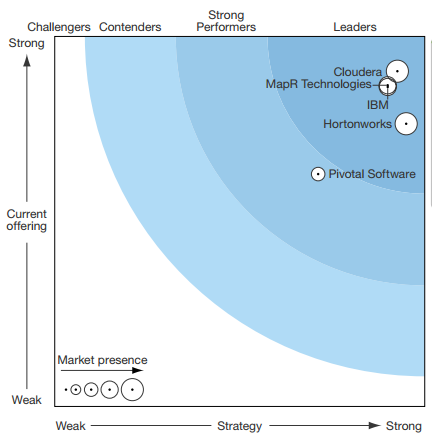 Challengers Contenders Strong Performers Leaders
Strong
Cloudera
MapR Technologies
IBM
Hortonworks
Pivotal Software
Current
offering
Market presence
Weak
Weak Strategy Strong